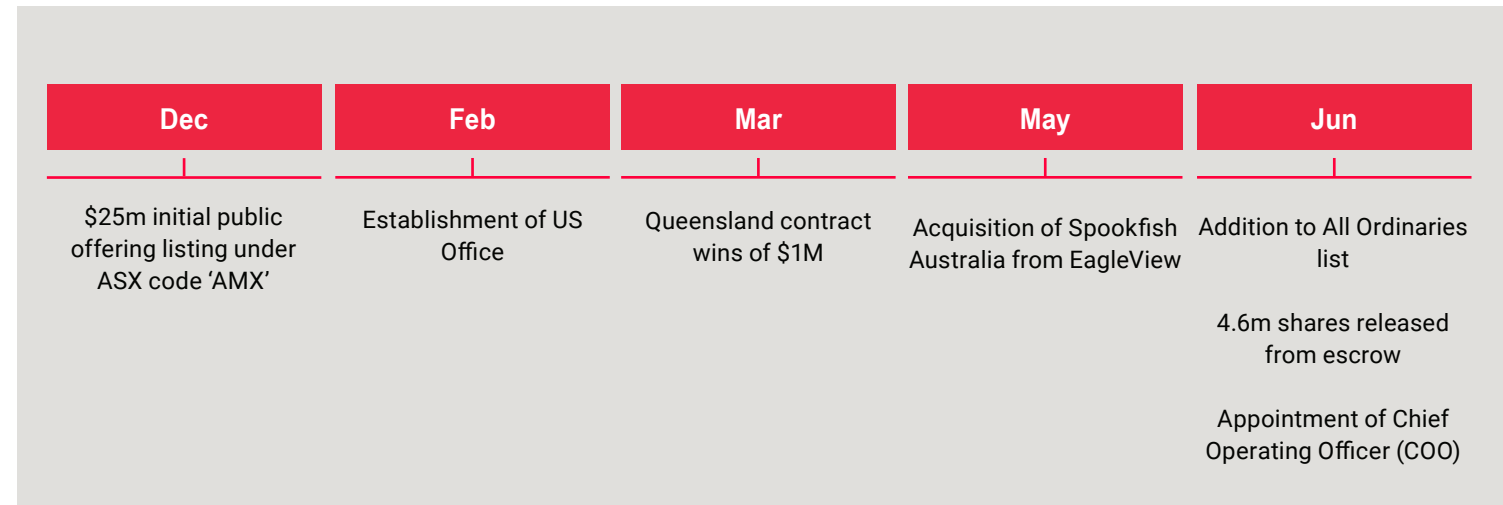 Dec
$25m initial public
offering listing under
ASX code ‘AMX’
Feb
Establishment of US
Office
Mar
Queensland contract
wins of $1M
May
Acquisition of Spookfish
Australia from EagleView
Jun
Addition to All Ordinaries
list
4.6m shares released
from escrow
Appointment of Chief
Operating Officer (COO)